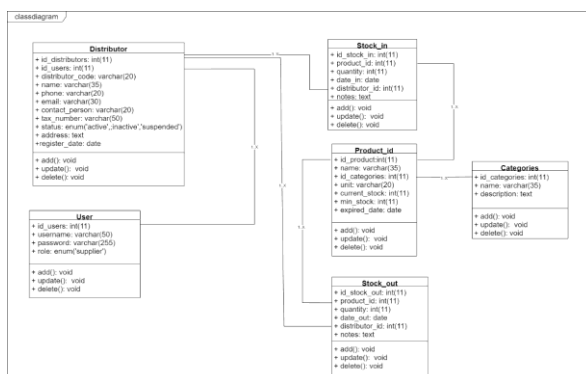 classdiagram
Distributor
+ id_distributors: int(11)
+ id_users: int(11)
+ distributor_code: varchar(20)
+ name: varchar(35)
+ phone: varchar(20)
+ email: varchar(30)
+ contact_person: varchar(20)
+ tax_number: varchar(50)
+ status: enum('active',;inactive','suspended')
+ address: text
+register_date: date
+ add(): void
+ update(): void
+ delete(): void
User
+ id_users: int(11)
+ username: varchar(50)
+ password: varchar(255)
+ role: enum('supplier')
+ add(): void
+ update(): void
+ delete(): void
Stock_in
+ id_stock_in: int(11)
+ product_id: int(11)
+ quantity: int(11)
+ date_in: date
+ distributor_id: int(11)
+ notes: text
+ add(): void
+ update(): void
+ delete(): void
Product_id
+ id_product:int(11)
+ name: varchar(35)
+ id_categories: int(11)
+ unit: varchar(20)
+ current_stock: int(11)
+ min_stock: int(11)
+ expired_date: date
+ add(): void
+ update(): void
+ delete(): void
Categories
+ id_categories: int(11)
+ name: varchar(35)
+ description: text
+ add(): void
+ update(): void
+ delete(): void
Stock_out
+ id_stock_out: int(11)
+ product_id: int(11)
+ quantity: int(11)
+ date_out: date
+ distributor_id: int(11)
+ notes: text
+ add(): void
+ update(): void
+ delete(): void